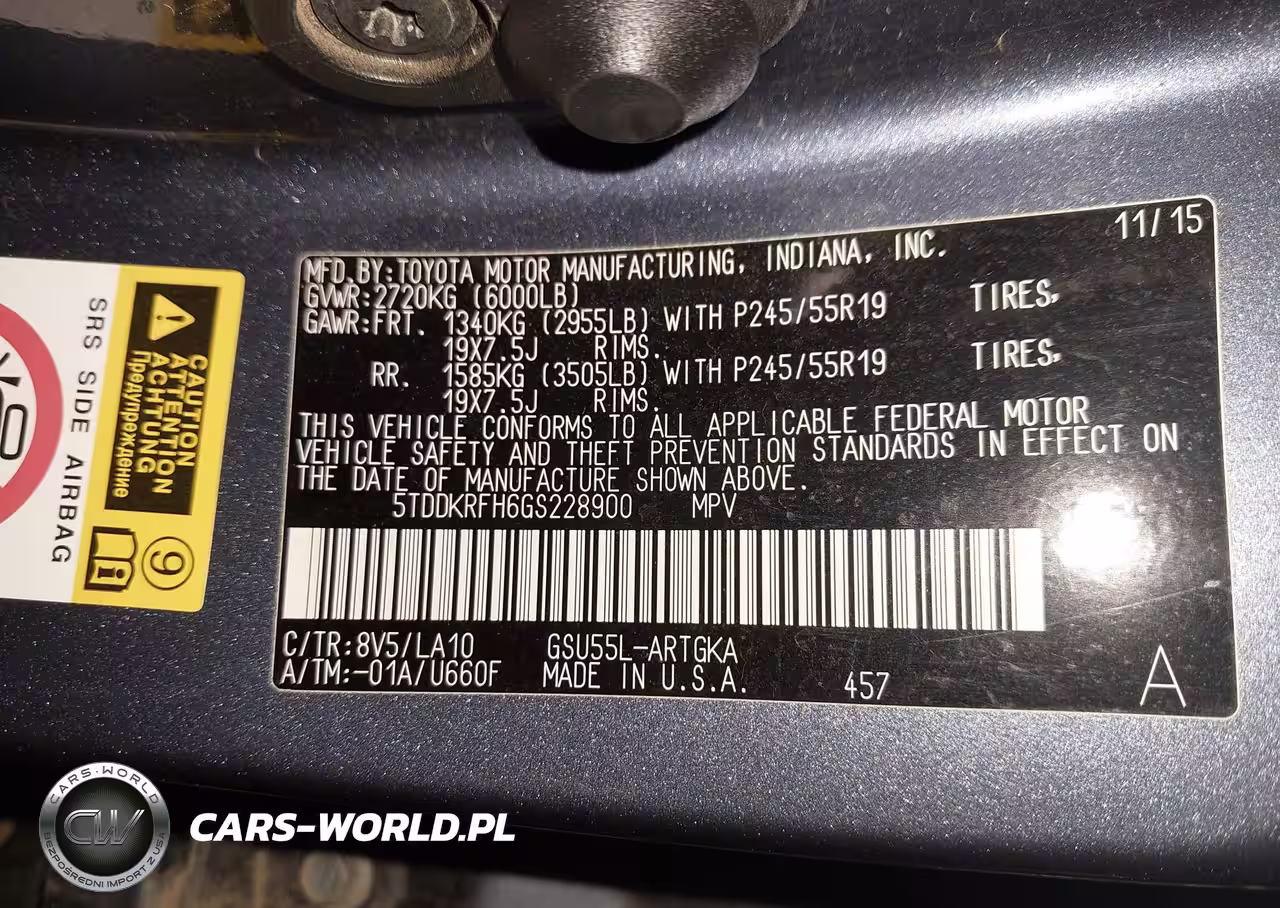 11/15
MFD. BY:TOYOTA MOTOR MANUFACTURING, INDIANA, INC.
GVWR:2720KG (6000LB)
GAWR:FRT. 1340KG (2955LB) WITH P245/55R19 TIRES,
19X7.5J RIMS.
RR. 1585KG (3505LB) WITH P245/55R19 TIRES,
19X7.5J RIMS.
THIS VEHICLE CONFORMS TO ALL APPLICABLE FEDERAL MOTOR
VEHICLE SAFETY AND THEFT PREVENTION STANDARDS IN EFFECT ON
THE DATE OF MANUFACTURE SHOWN ABOVE.
5TDDKRFH6GS228900 MPV
C/TR:8V5/LA10 GSU55L-ARTGKA
A/TM:-01A/U660F MADE IN U.S.A. 457 A
SRS SIDE AIRBAG
CAUTION
ATTENTION
ACHTUNG
Предупреждение
9
CARS-WORLD
CW
BEZPOŚREDNI IMPORT Z USA
CARS-WORLD.PL